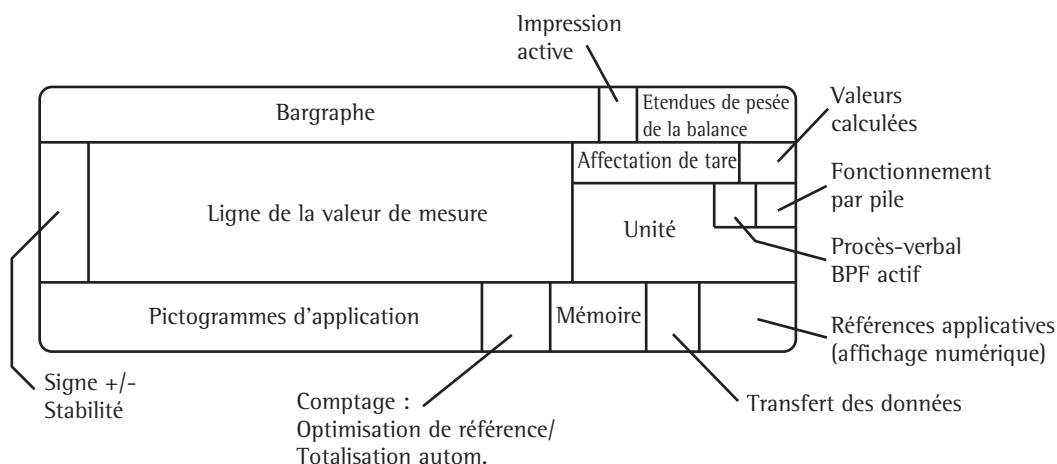 Impression
active
Bargraphe
Etendues de pesée
de la balance
Valeurs
calculées
Affectation de tare
Fonctionnement
par pile
Ligne de la valeur de mesure
Unité
Procès-verbal
BPF actif
Pictogrammes d’application
Mémoire
Références applicatives
(affichage numérique)
Signe +/-
Stabilité
Comptage :
Optimisation de référence/
Totalisation autom.
Transfert des données